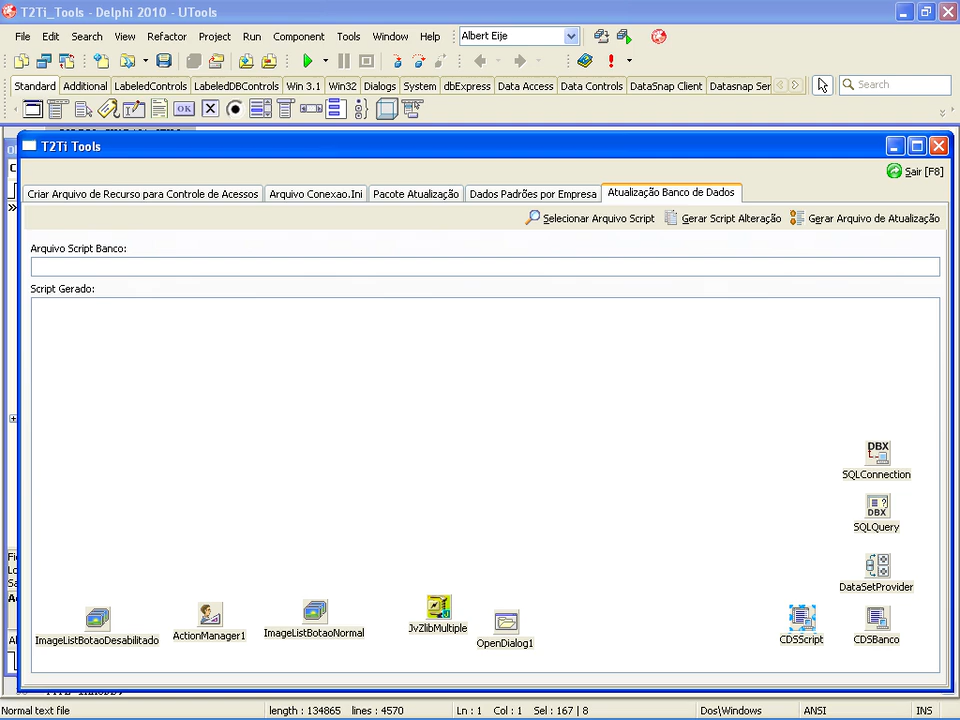 T2Ti_Tools - Delphi 2010 - UTools
File Edit Search View Refactor Project Run Component Tools Window Help Albert Eije
Standard Additional LabeledControls LabeledDBControls Win 3.1 Win32 Dialogs System dbExpress Data Access Data Controls DataSnap Client Datasnap Ser Search
OK
T2Ti Tools
Sair [F8]
Criar Arquivo de Recurso para Controle de Acessos Arquivo Conexao.Ini Pacote Atualização Dados Padrões por Empresa Atualização Banco de Dados
Selecionar Arquivo Script Gerar Script Alteração Gerar Arquivo de Atualização
Arquivo Script Banco:
Script Gerado:
DBX
SQLConnection
DBX
SQLQuery
DataSetProvider
ImageListBotaoDesabilitado ActionManager1 ImageListBotaoNormal JvZlibMultiple OpenDialog1 CDSScript CDSBanco
Normal text file length : 134865 lines : 4570 Ln : 1 Col : 1 Sel : 167 | 8 Dos\Windows ANSI INS